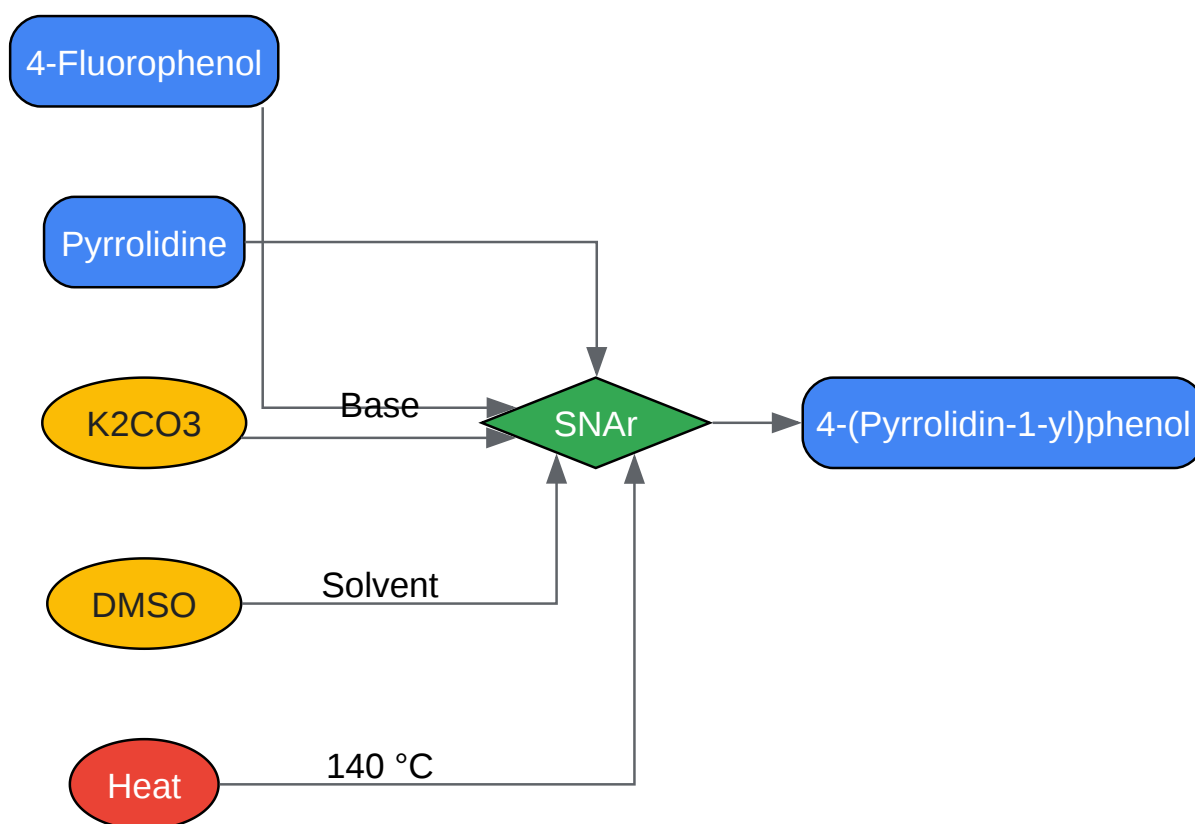 4-Fluorophenol
Pyrrolidine
K2CO3
Base
SNAr
4-(Pyrrolidin-1-yl)phenol
DMSO
Solvent
Heat
140 °C